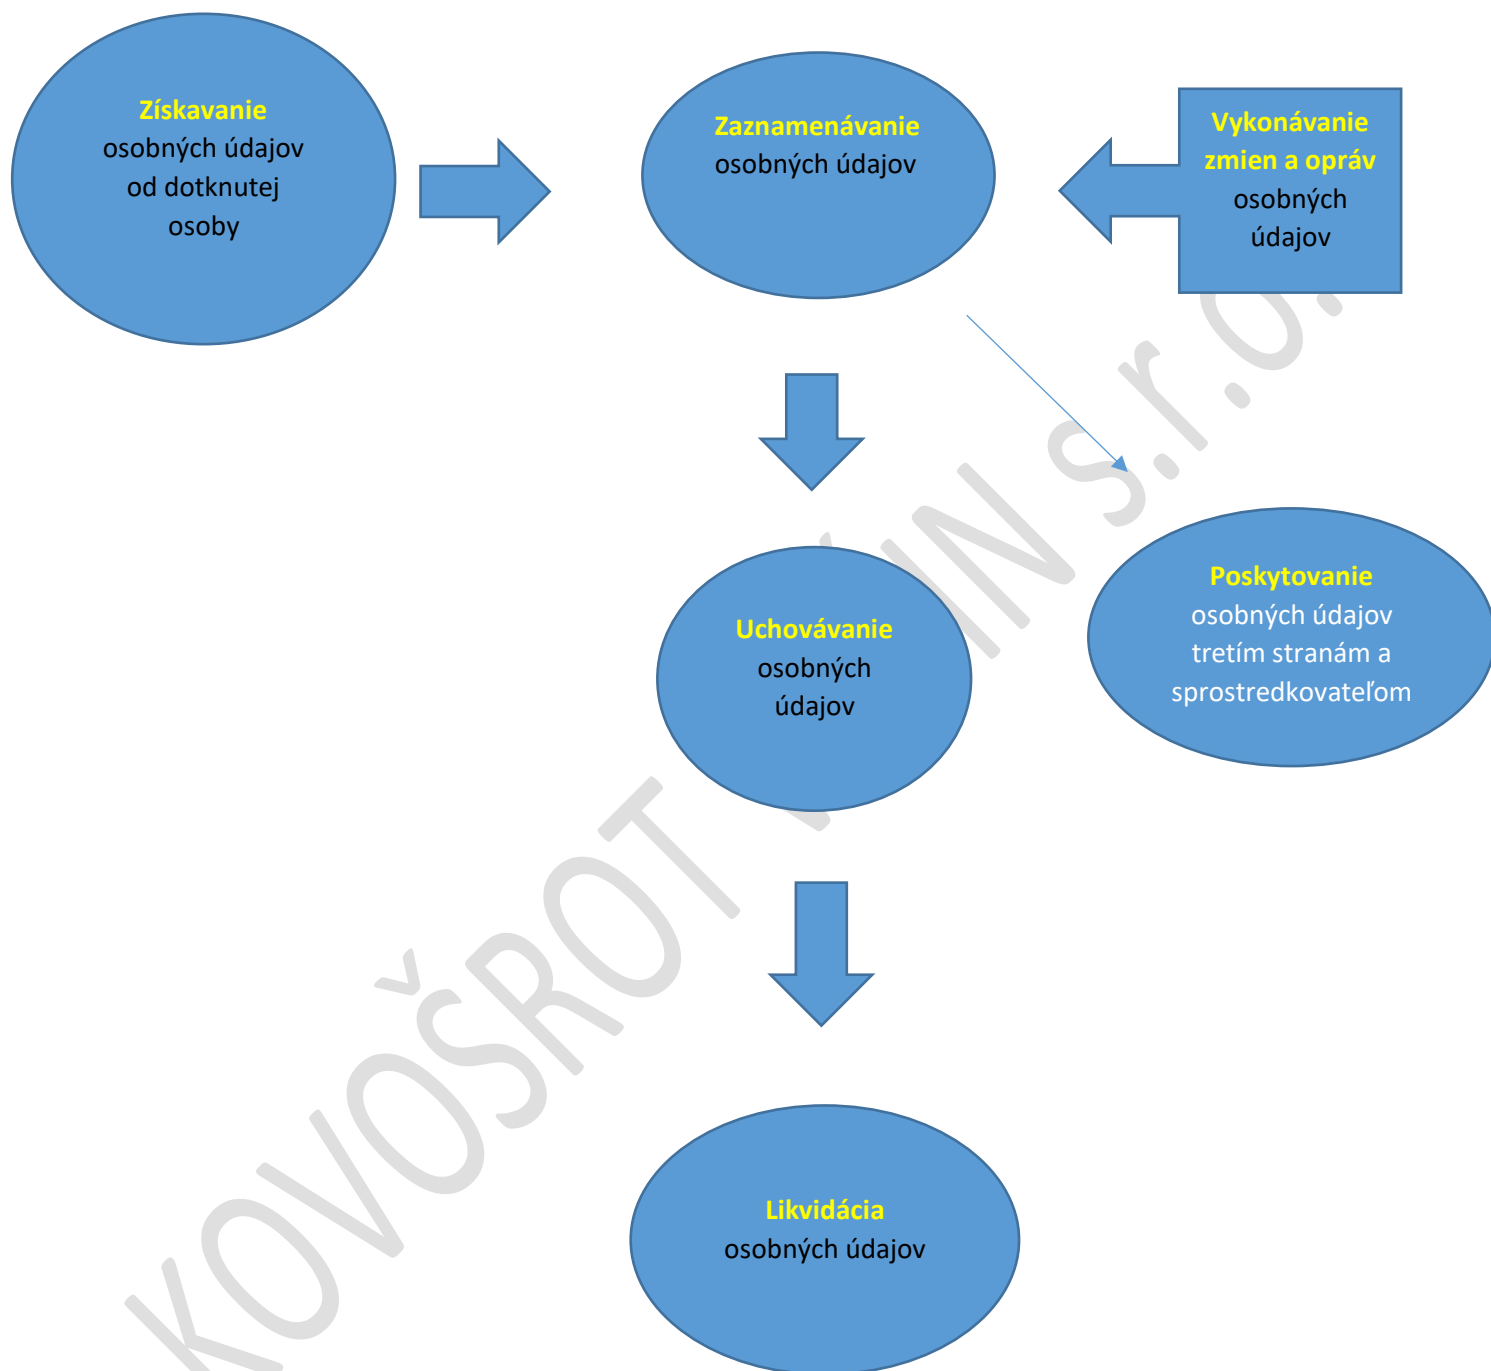 Získavanie
osobných údajov
od dotknutej
osoby
Zaznamenávanie
osobných údajov
Vykonávanie
zmien a opráv
osobných
údajov
Uchovávanie
osobných
údajov
Poskytovanie
osobných údajov
tretím stranám a
sprostredkovateľom
Likvidácia
osobných údajov
KOVOŠROT s.r.o.